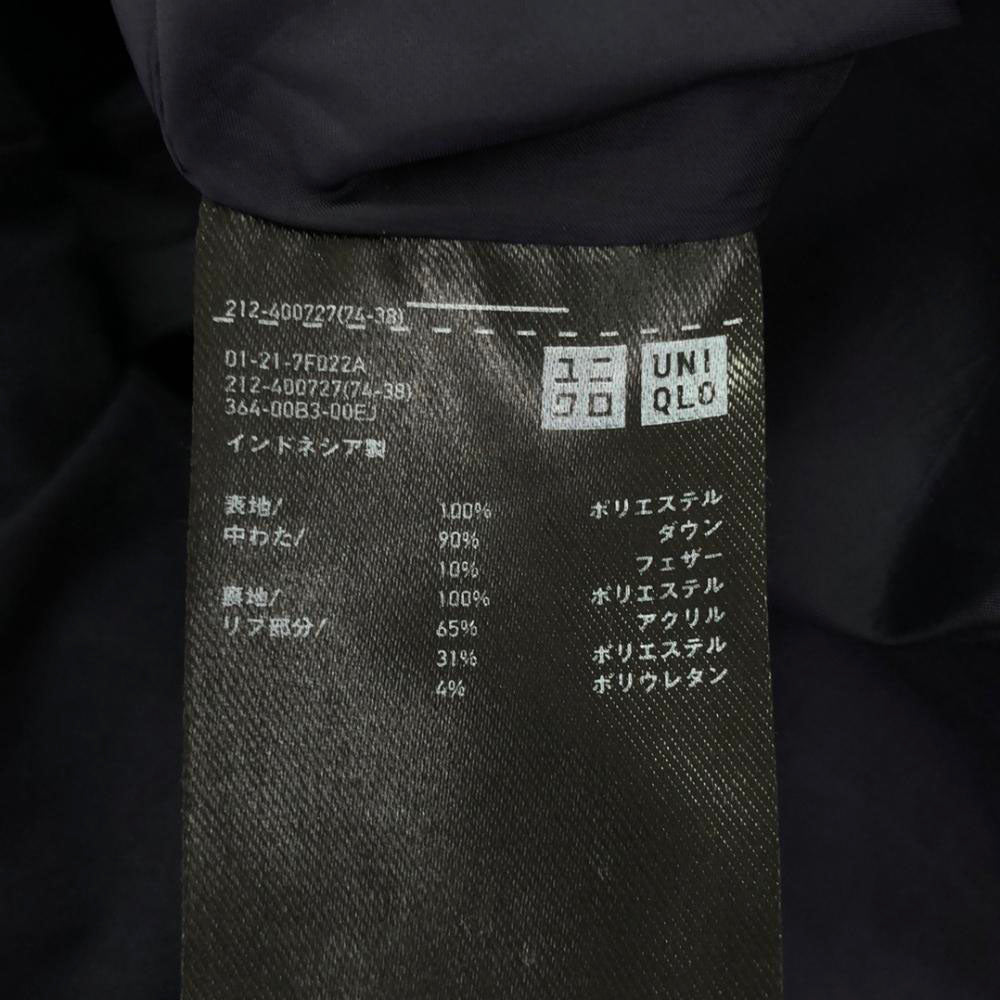 212-400727(74-38)
01-21-7F022A
212-400727(74-38)
364-00B3-00EJ
インドネシア製
ユニ
クロ
UNI
QLO
表地/ 100% ポリエステル
中わた/ 90% ダウン
10% フェザー
裏地/ 100% ポリエステル
リブ部分/ 65% アクリル
31% ポリエステル
4% ポリウレタン